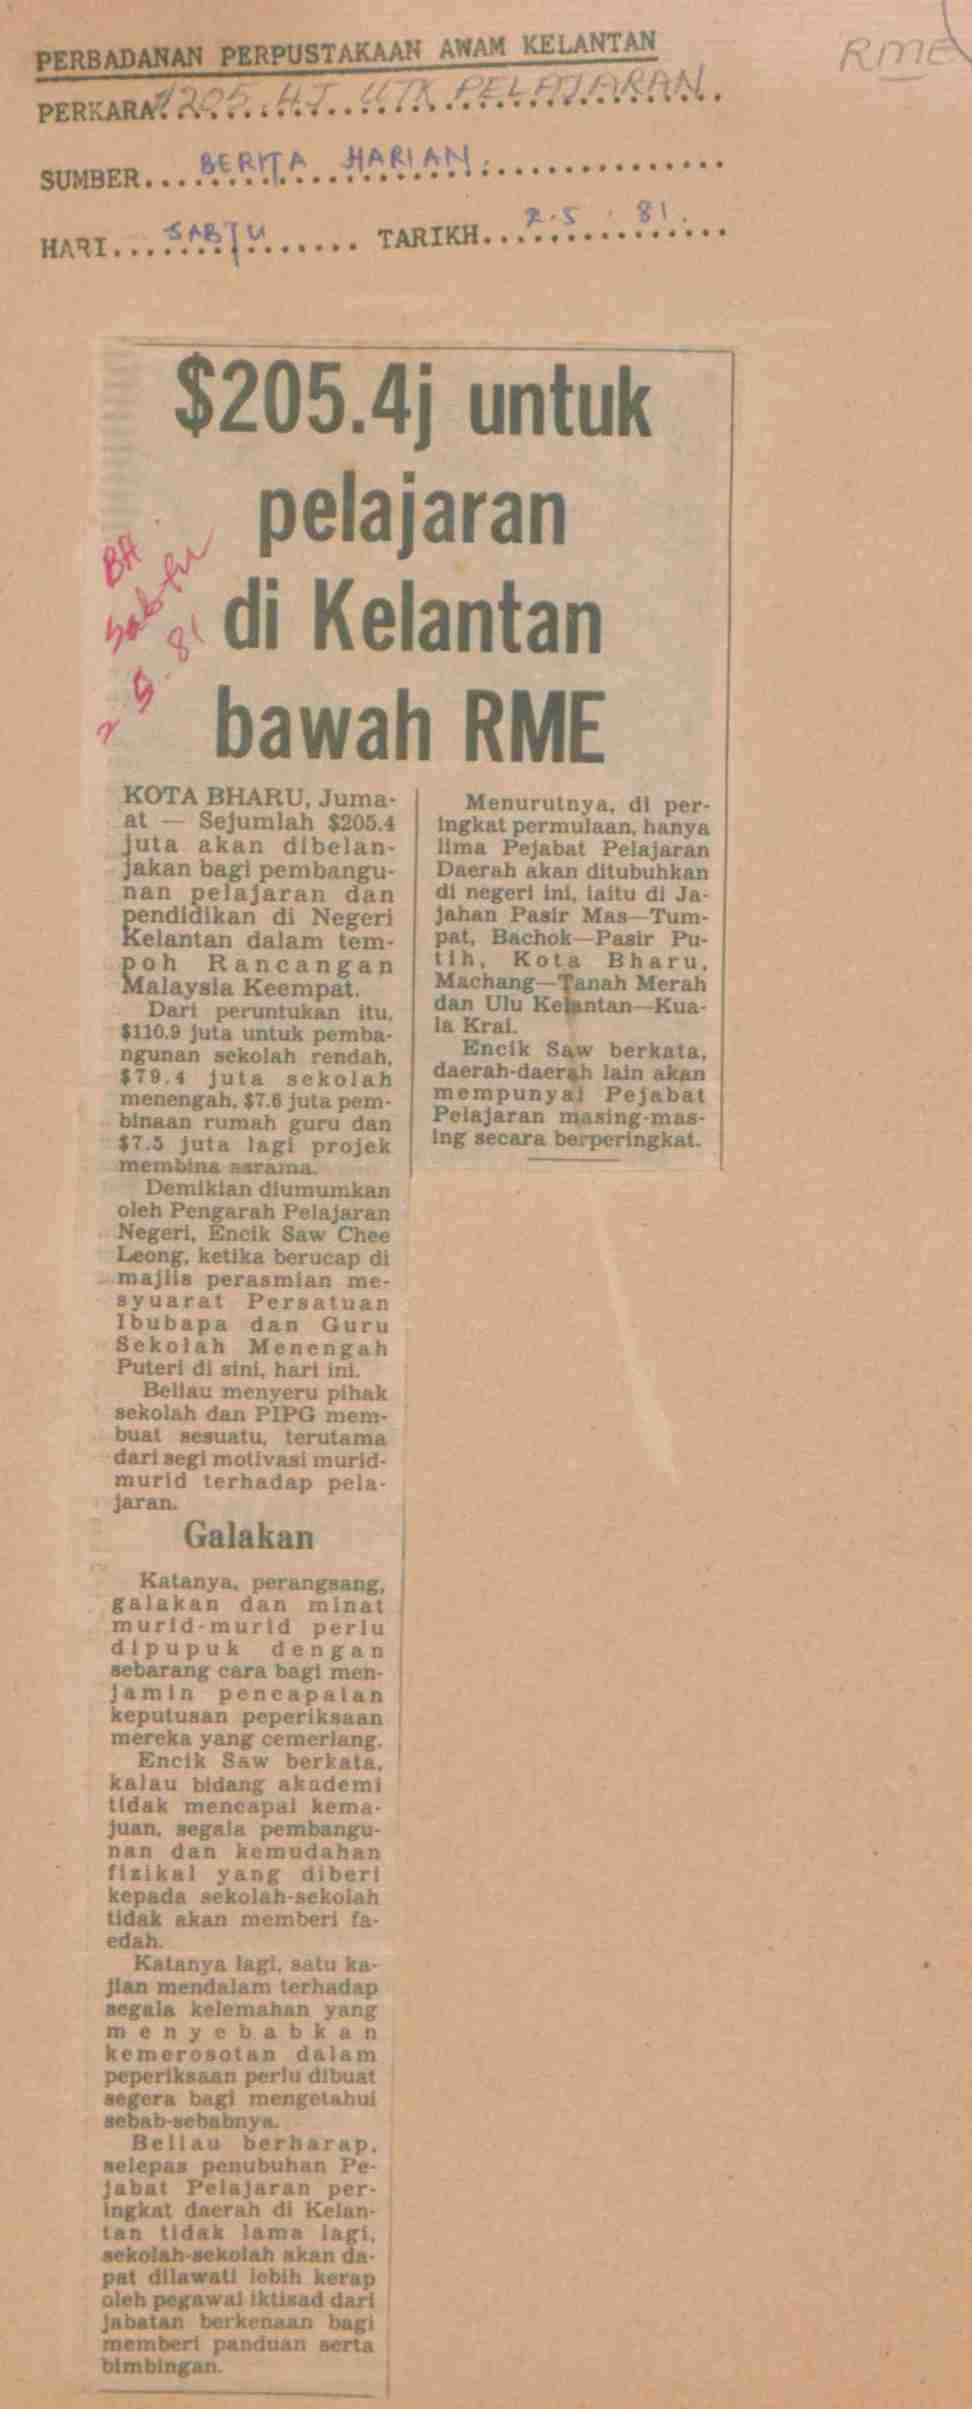 PERBADANAN PERPUSTAKAAN AWAM KELANTAN
RME
PERKARA $205.4J UTK PELAJARAN
SUMBER BERITA HARIAN
HARI SABTU TARIKH 2.5.81.
$205.4j untuk
pelajaran
di Kelantan
bawah RME
BH
Sabtu
2.5.81
KOTA BHARU, Juma-
at — Sejumlah $205.4
juta akan dibelan-
jakan bagi pembangu-
nan pelajaran dan
pendidikan di Negeri
Kelantan dalam tem-
poh Rancangan
Malaysia Keempat.
Dari peruntukan itu,
$110.9 juta untuk pemba-
ngunan sekolah rendah,
$79.4 juta sekolah
menengah, $7.6 juta pem-
binaan rumah guru dan
$7.5 juta lagi projek
membina asrama.
Demikian diumumkan
oleh Pengarah Pelajaran
Negeri, Encik Saw Chee
Leong, ketika berucap di
majlis perasmian me-
syuarat Persatuan
Ibubapa dan Guru
Sekolah Menengah
Puteri di sini, hari ini.
Beliau menyeru pihak
sekolah dan PIPG mem-
buat sesuatu, terutama
dari segi motivasi murid-
murid terhadap pela-
jaran.
Galakan
Katanya, perangsang,
galakan dan minat
murid-murid perlu
dipupuk dengan
sebarang cara bagi men-
jamin pencapaian
keputusan peperiksaan
mereka yang cemerlang.
Encik Saw berkata,
kalau bidang akademi
tidak mencapai kema-
juan, segala pembangu-
nan dan kemudahan
fizikal yang diberi
kepada sekolah-sekolah
tidak akan memberi fa-
edah.
Katanya lagi, satu ka-
jian mendalam terhadap
segala kelemahan yang
menyebabkan
kemerosotan dalam
peperiksaan perlu dibuat
segera bagi mengetahui
sebab-sebabnya.
Beliau berharap,
selepas penubuhan Pe-
jabat Pelajaran per-
ingkat daerah di Kelan-
tan tidak lama lagi,
sekolah-sekolah akan da-
pat dilawati lebih kerap
oleh pegawai iktisad dari
jabatan berkenaan bagi
memberi panduan serta
bimbingan.
Menurutnya, di per-
ingkat permulaan, hanya
lima Pejabat Pelajaran
Daerah akan ditubuhkan
di negeri ini, iaitu di Ja-
jahan Pasir Mas—Tum-
pat, Bachok—Pasir Pu-
tih, Kota Bharu,
Machang—Tanah Merah
dan Ulu Kelantan—Kua-
la Krai.
Encik Saw berkata,
daerah-daerah lain akan
mempunyai Pejabat
Pelajaran masing-mas-
ing secara berperingkat.